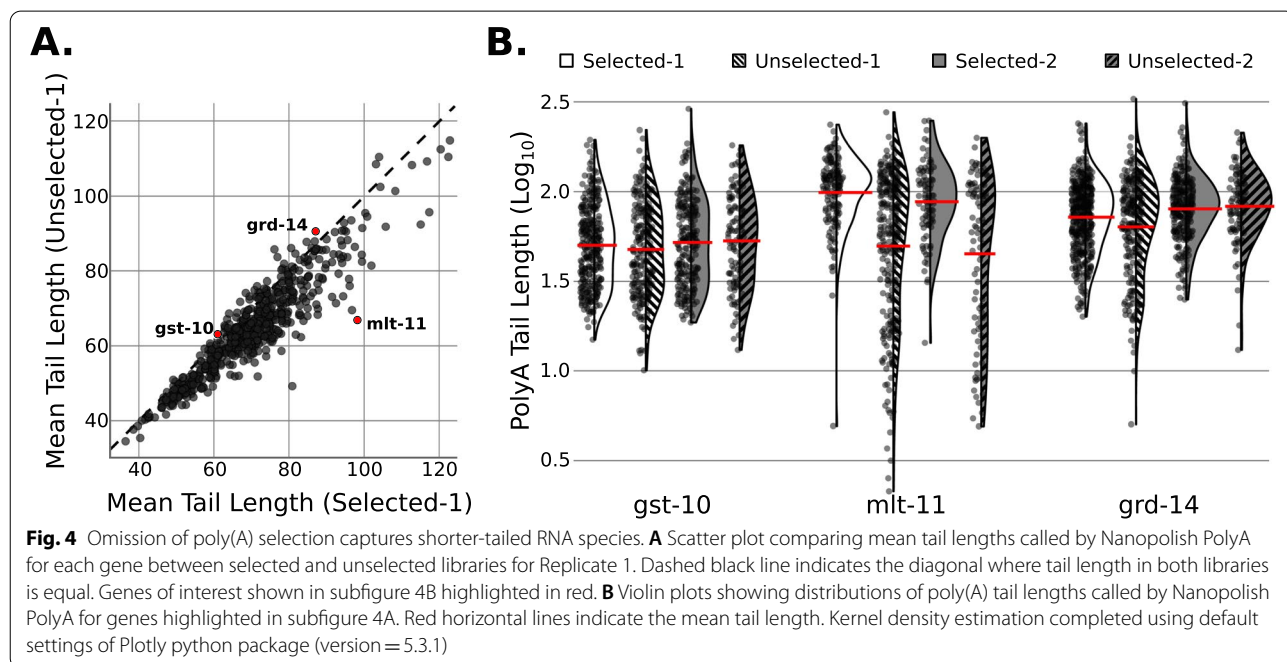 A.
Mean Tail Length (Unselected-1)
120
100
80
60
40
grd-14
gst-10
mlt-11
40 60 80 100 120
Mean Tail Length (Selected-1)
B.
Selected-1 Unselected-1 Selected-2 Unselected-2
PolyA Tail Length (Log10)
2.5
2.0
1.5
1.0
0.5
gst-10 mlt-11 grd-14
Fig. 4 Omission of poly(A) selection captures shorter-tailed RNA species. A Scatter plot comparing mean tail lengths called by Nanopolish PolyA
for each gene between selected and unselected libraries for Replicate 1. Dashed black line indicates the diagonal where tail length in both libraries
is equal. Genes of interest shown in subfigure 4B highlighted in red. B Violin plots showing distributions of poly(A) tail lengths called by Nanopolish
PolyA for genes highlighted in subfigure 4A. Red horizontal lines indicate the mean tail length. Kernel density estimation completed using default
settings of Plotly python package (version = 5.3.1)